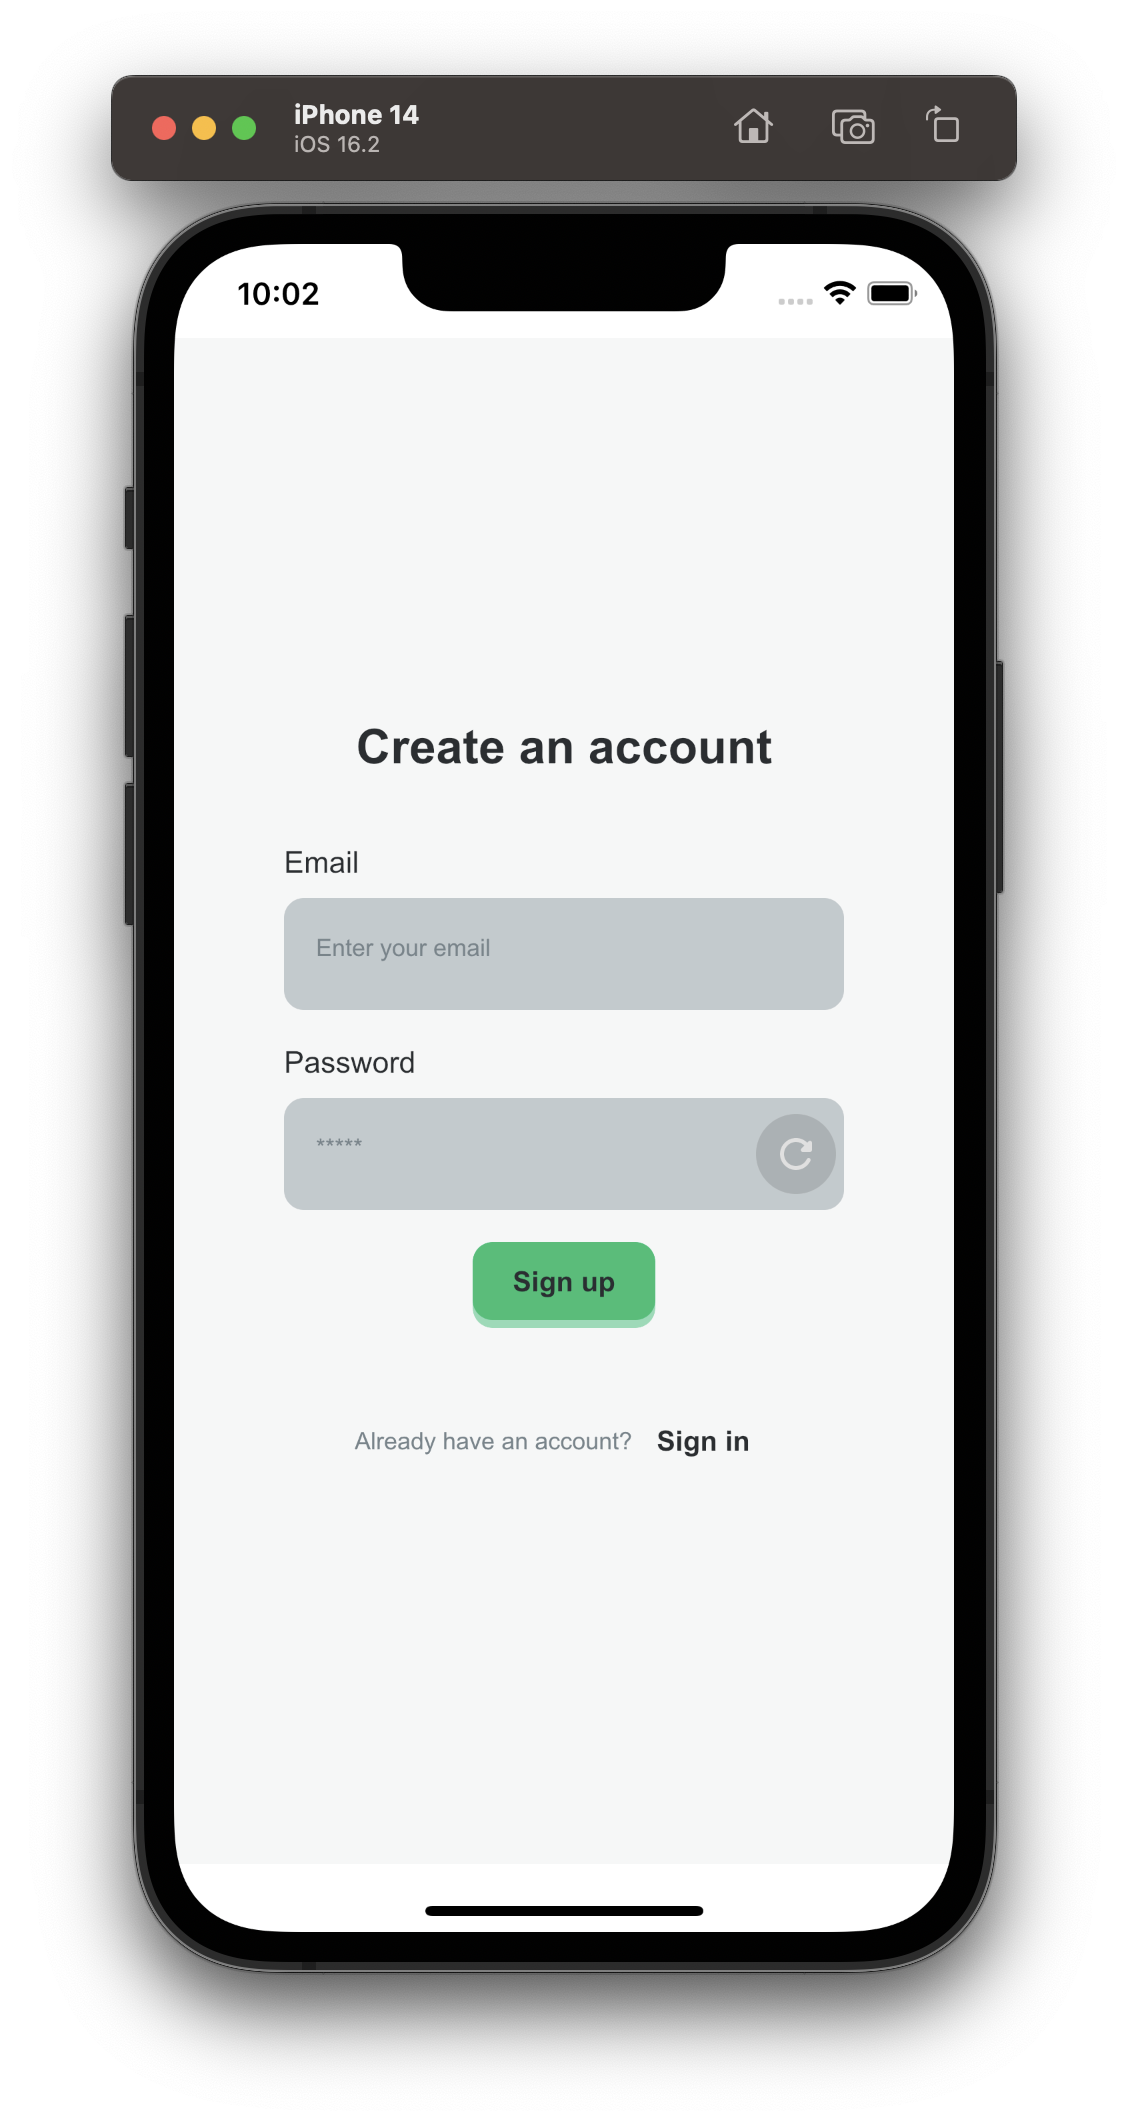 iPhone 14
iOS 16.2
10:02
Create an account
Email
Enter your email
Password
*****
Sign up
Already have an account? Sign in